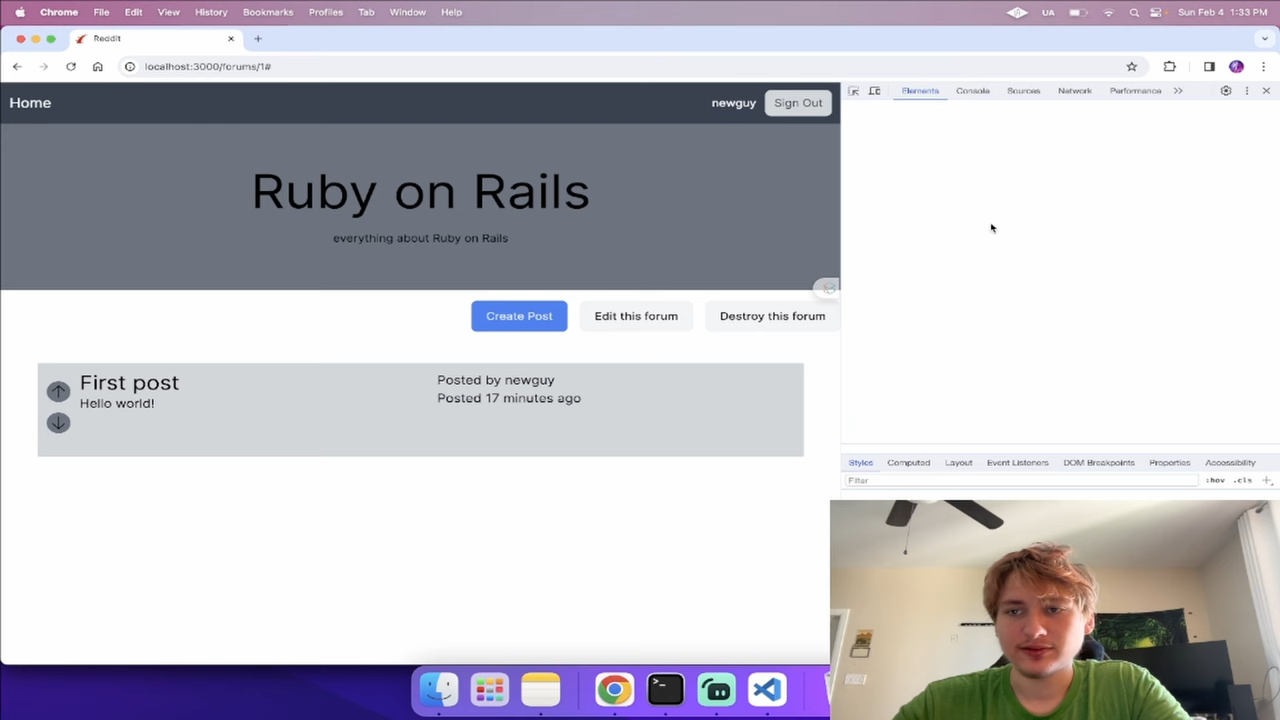 Chrome File Edit View History Bookmarks Profiles Tab Window Help UA Sun Feb 4 1:33 PM
Reddit
localhost:3000/forums/1#
Home newguy Sign Out
Elements Console Sources Network Performance
Ruby on Rails
everything about Ruby on Rails
Create Post Edit this forum Destroy this forum
First post Posted by newguy
Hello world! Posted 17 minutes ago
Styles Computed Layout Event Listeners DOM Breakpoints Properties Accessibility
Filter :hov .cls